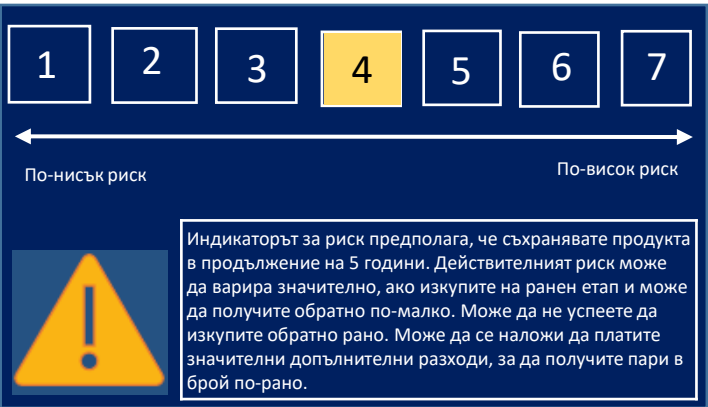 1 2 3 4 5 6 7
По-нисък риск
По-висок риск
Индикаторът за риск предполага, че съхранявате продукта
в продължение на 5 години. Действителният риск може
да варира значително, ако изкупите на ранен етап и може
да получите обратно по-малко. Може да не успеете да
изкупите обратно рано. Може да се наложи да платите
значителни допълнителни разходи, за да получите пари в
брой по-рано.